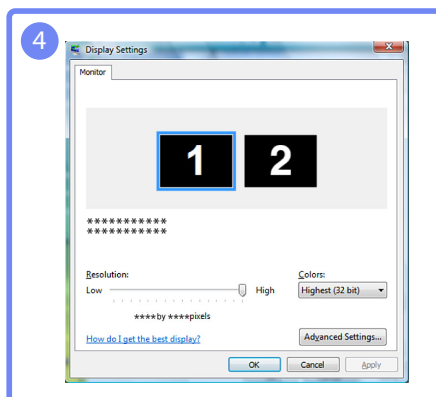 4
Display Settings
Monitor
1 2
***********
***********
Resolution: Colors:
Low High Highest (32 bit)
****by ****pixels
How do I get the best display? Advanced Settings...
OK Cancel Apply